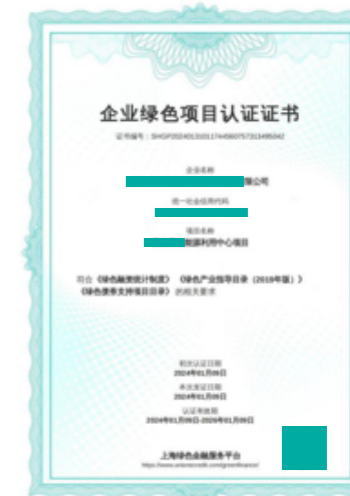 企业绿色项目认证证书
企业名称
限公司
统一社会信用代码
项目名称
能源利用中心项目
符合《绿色融资统计制度》《绿色产业指导目录（2019年版）》
《绿色债券支持项目目录》的相关要求
初次认证日期
2024年01月09日
本次发证日期
2024年01月09日
认证有效期
2024年01月09日-2026年01月09日
上海绿色金融服务平台